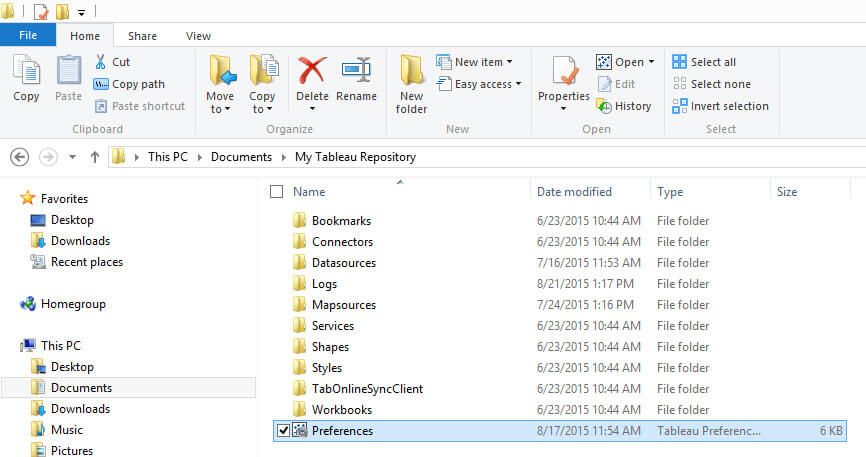 File Home Share View
Copy Paste Cut Copy path Paste shortcut Move to Copy to Delete Rename New folder New item Easy access Properties Open Edit History Select all Select none Invert selection
Clipboard Organize New Open Select
This PC Documents My Tableau Repository
Favorites
Desktop
Downloads
Recent places
Homegroup
This PC
Desktop
Documents
Downloads
Music
Pictures
Name Date modified Type Size
Bookmarks 6/23/2015 10:44 AM File folder
Connectors 6/23/2015 10:44 AM File folder
Datasources 7/16/2015 11:53 AM File folder
Logs 8/21/2015 1:17 PM File folder
Mapsources 7/24/2015 1:16 PM File folder
Services 6/23/2015 10:44 AM File folder
Shapes 6/23/2015 10:44 AM File folder
Styles 6/23/2015 10:44 AM File folder
TabOnlineSyncClient 6/23/2015 10:44 AM File folder
Workbooks 6/23/2015 10:44 AM File folder
Preferences 8/17/2015 11:54 AM Tableau Preferenc... 6 KB